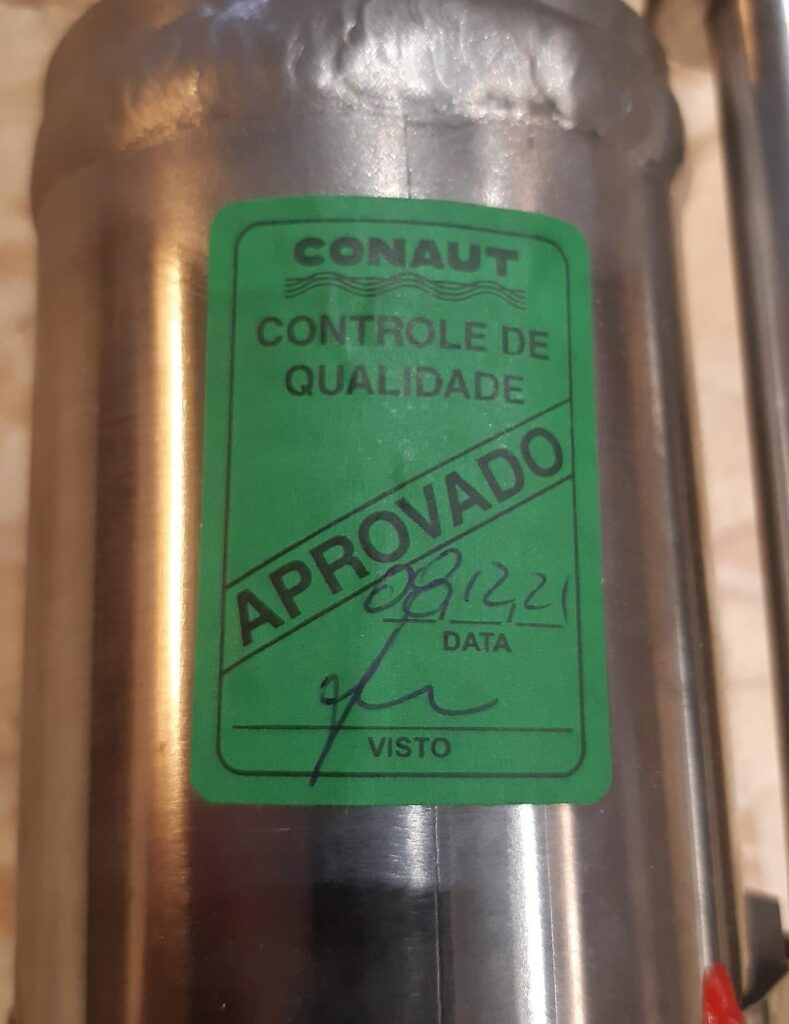 CONAUT
CONTROLE DE
QUALIDADE
APROVADO
08,12,21
DATA
VISTO